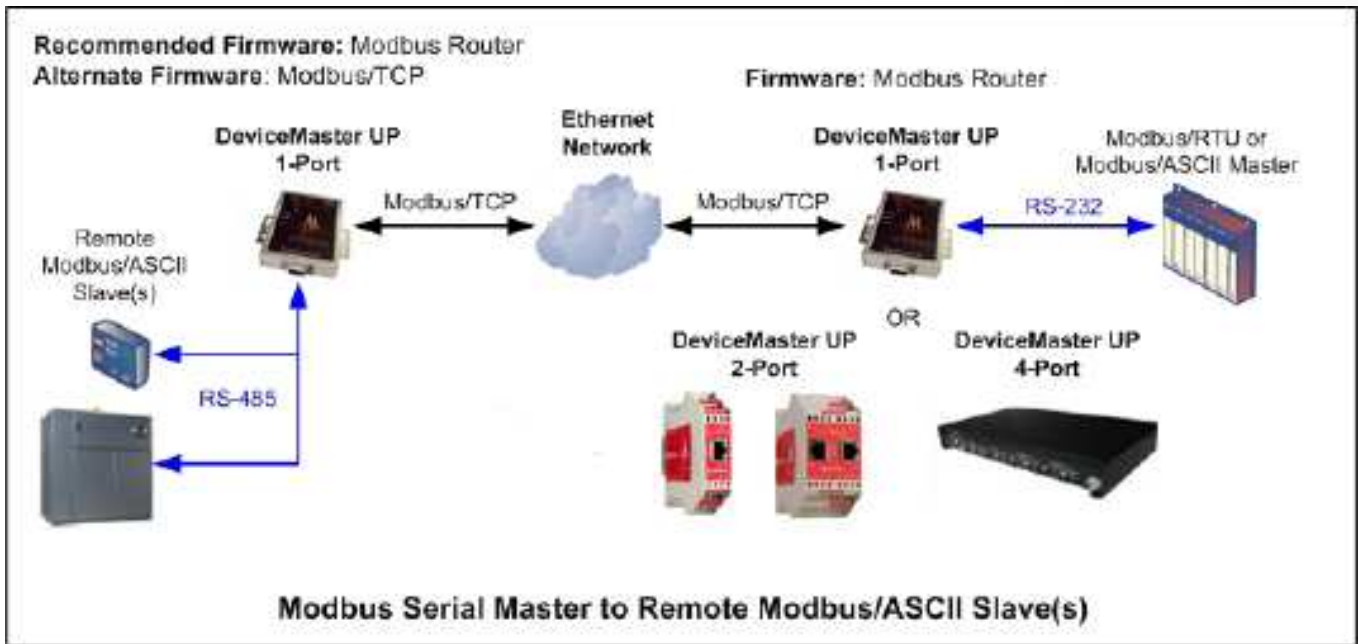 Recommended Firmware: Modbus Router
Alternate Firmware: Modbus/TCP
Firmware: Modbus Router
DeviceMaster UP
1-Port
Ethernet
Network
DeviceMaster UP
1-Port
Modbus/RTU or
Modbus/ASCII Master
Modbus/TCP
Modbus/TCP
RS-232
Remote
Modbus/ASCII
Slave(s)
RS-485
OR
DeviceMaster UP
2-Port
DeviceMaster UP
4-Port
Modbus Serial Master to Remote Modbus/ASCII Slave(s)